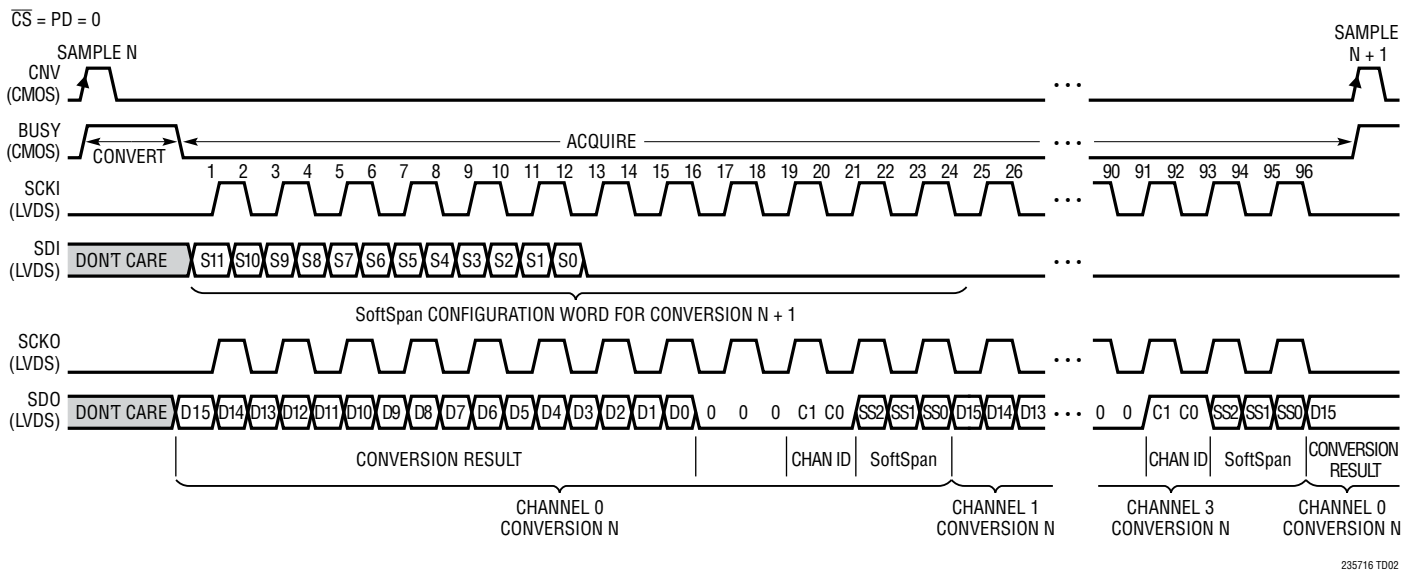 CS = PD = 0
SAMPLE N
SAMPLE
N + 1
CNV
(CMOS)
• • •
BUSY
(CMOS)
CONVERT
ACQUIRE
• • •
1 2 3 4 5 6 7 8 9 10 11 12 13 14 15 16 17 18 19 20 21 22 23 24 25 26 90 91 92 93 94 95 96
SCKI
(LVDS)
• • •
SDI
(LVDS)
DON'T CARE S11 S10 S9 S8 S7 S6 S5 S4 S3 S2 S1 S0
• • •
SoftSpan CONFIGURATION WORD FOR CONVERSION N + 1
SCKO
(LVDS)
• • •
SDO
(LVDS)
DON'T CARE D15 D14 D13 D12 D11 D10 D9 D8 D7 D6 D5 D4 D3 D2 D1 D0 0 0 0 C1 C0 SS2 SS1 SS0 D15 D14 D13 • • • 0 0 C1 C0 SS2 SS1 SS0 D15
CONVERSION RESULT
CHAN ID
SoftSpan
CHAN ID
SoftSpan
CONVERSION
RESULT
CHANNEL 0
CONVERSION N
CHANNEL 1
CONVERSION N
CHANNEL 3
CONVERSION N
CHANNEL 0
CONVERSION N
235716 TD02